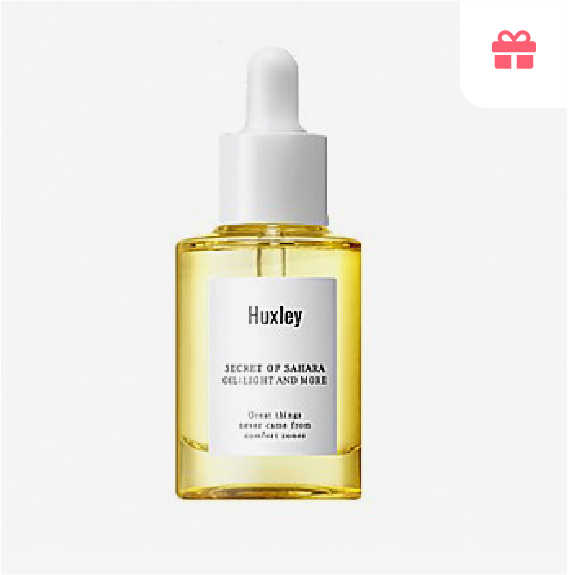 Huxley
SECRET OF SAHARA
OIL: LIGHT AND MORE
Great things
never came from
comfort zones